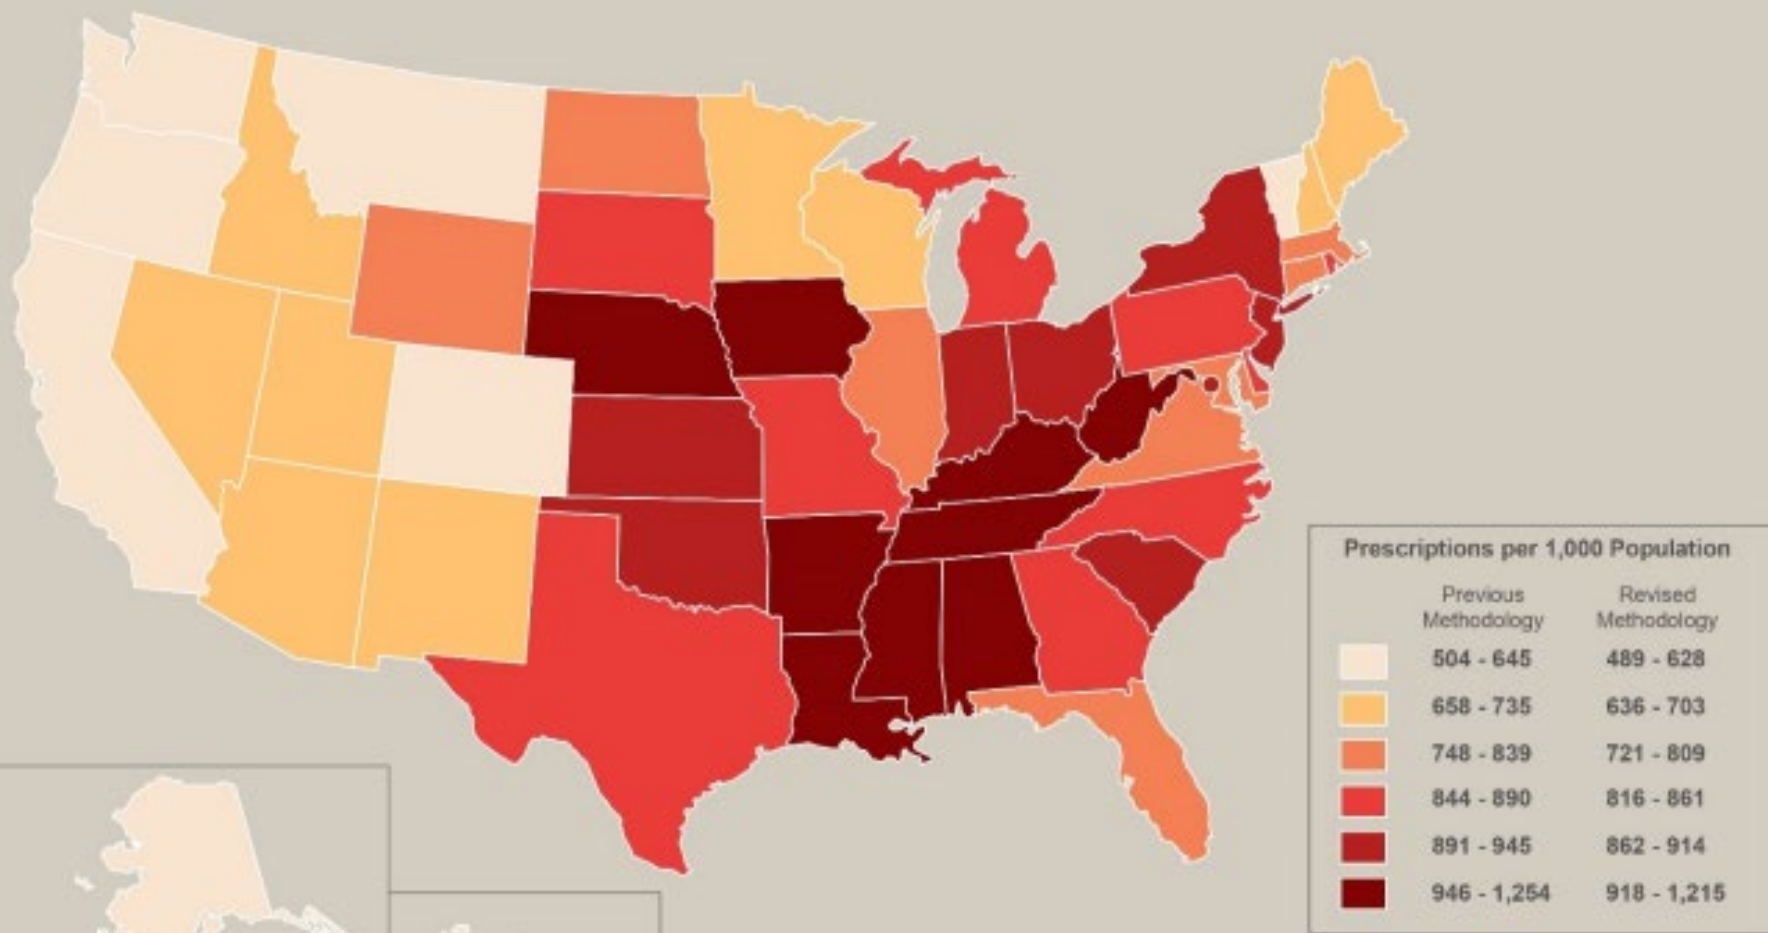 Prescriptions per 1,000 Population
Previous Methodology Revised Methodology
504 - 645 489 - 628
658 - 735 636 - 703
748 - 839 721 - 809
844 - 890 816 - 861
891 - 945 862 - 914
946 - 1,254 918 - 1,215